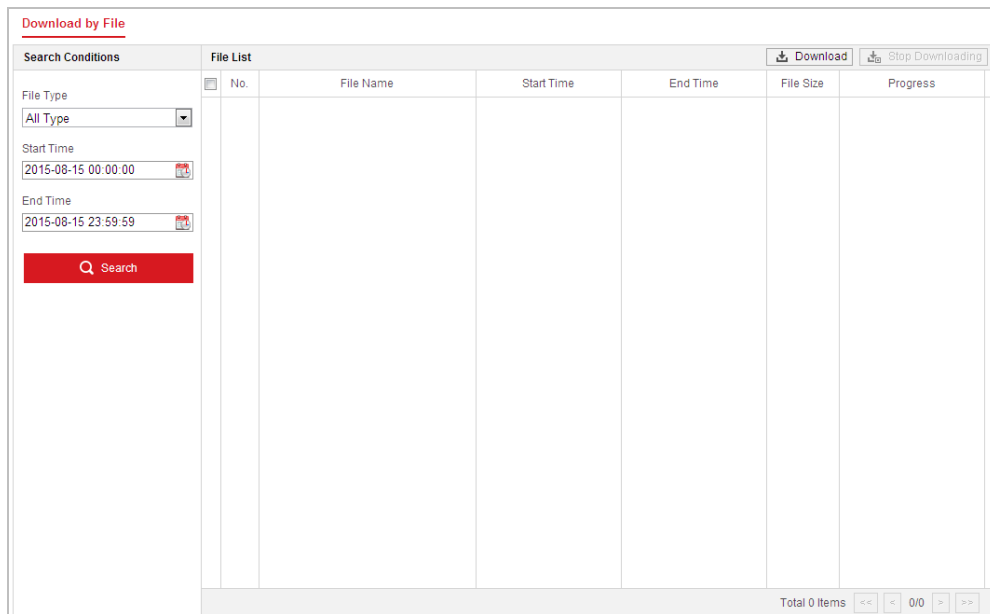 Download by File
Search Conditions
File List
Download
Stop Downloading
No.
File Name
Start Time
End Time
File Size
Progress
File Type
All Type
Start Time
2015-08-15 00:00:00
End Time
2015-08-15 23:59:59
Search
Total 0 Items << < 0/0 > >>